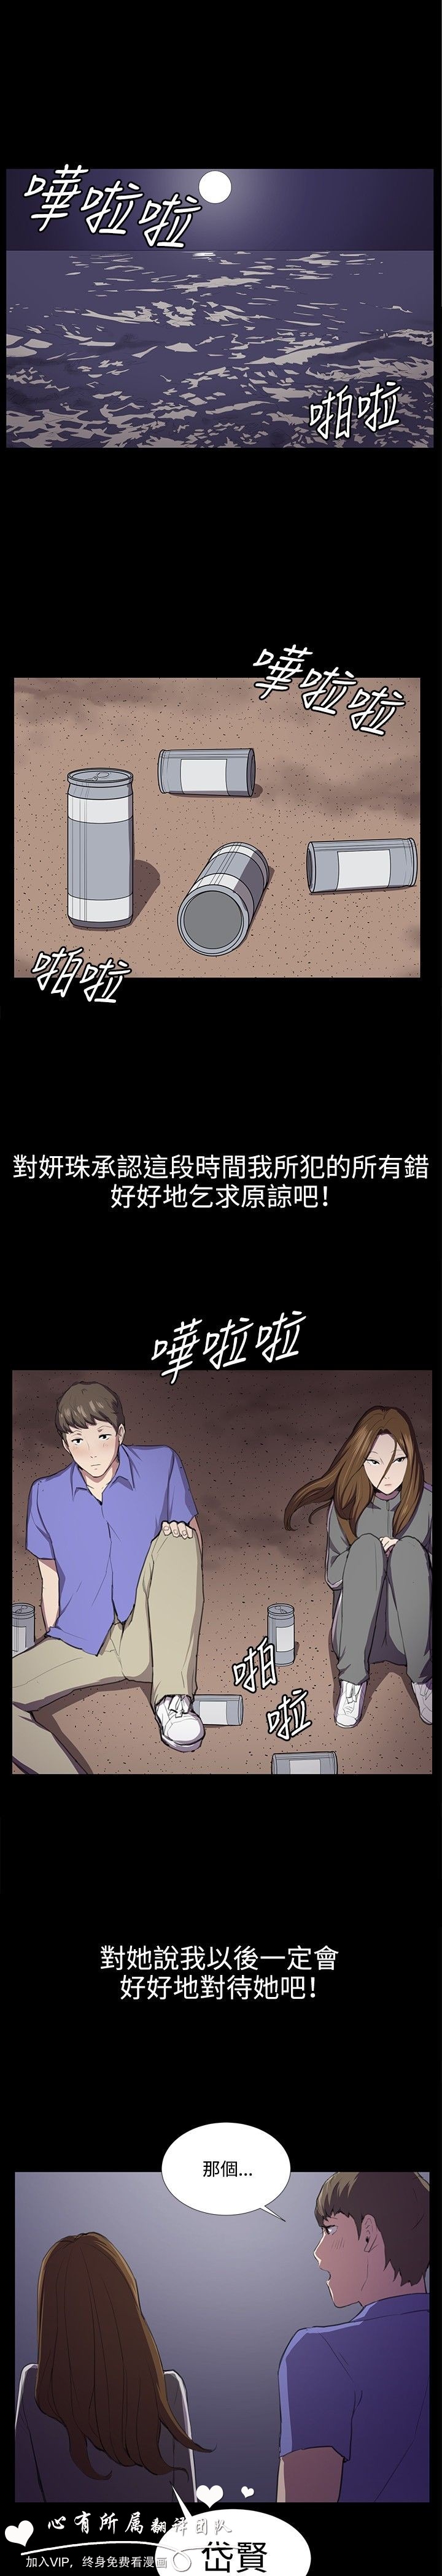 嘩啦啦
啪啦
嘩啦啦
啪啦
對妍珠承認這段時間我所犯的所有錯
好好地乞求原諒吧！
嘩啦啦
啪
啦
對她說我以後一定會
好好地對待她吧！
那個...
心有所属翻译团队
加入VIP，终身免费看漫画
岱賢